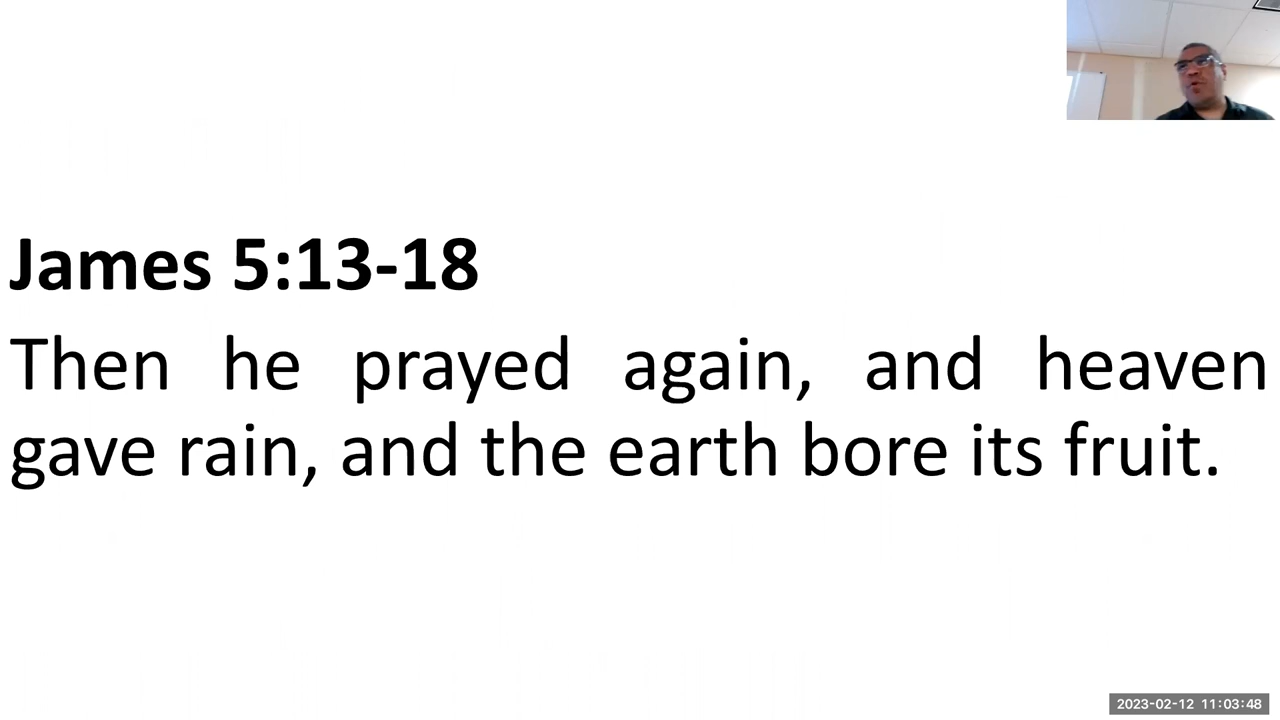 James 5:13-18
Then he prayed again, and heaven
gave rain, and the earth bore its fruit.
2023-02-12 11:03:48